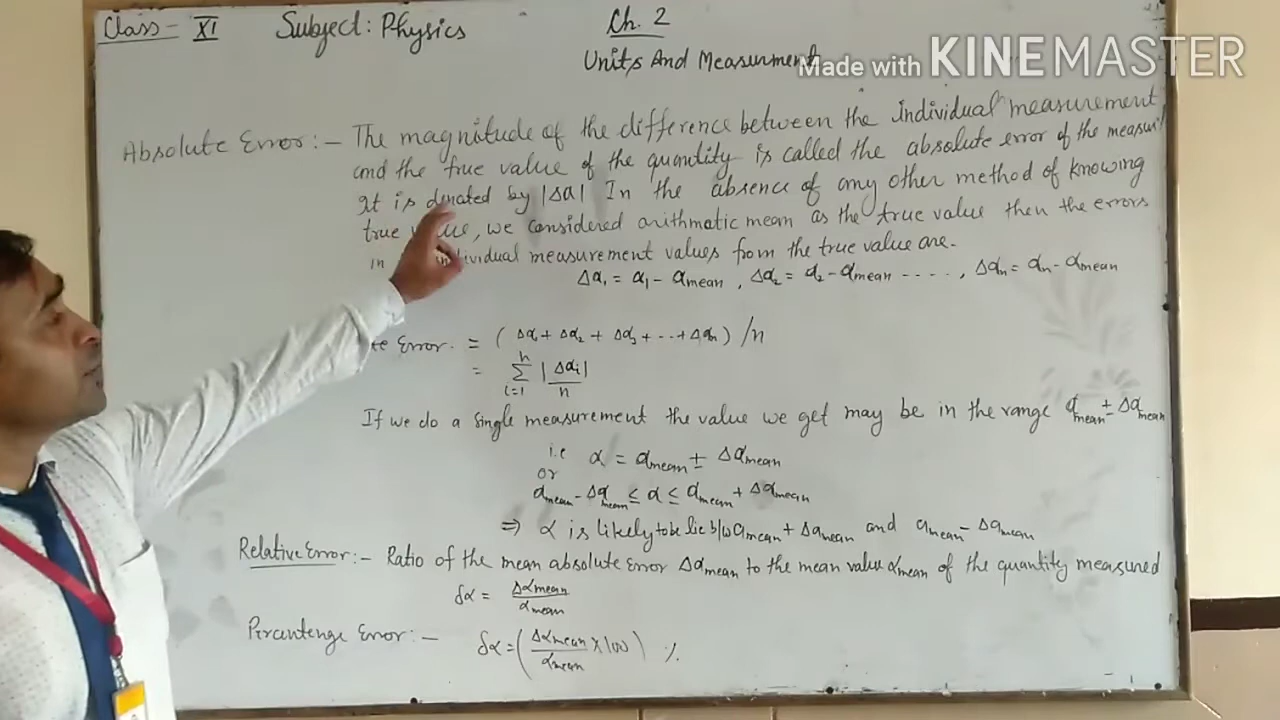 Class - XI Subject: Physics Ch. 2
Units And Measurment
Made with KINEMASTER
Absolute Error:- The magnitude of the difference between the individual measurement
and the true value of the quantity is called the absolute error of the
It is denoted by |Δa| In the absence of any other method of knowing
true, we considered arithmetic mean as the true value then the errors
in individual measurement values from the true value are.
Δa₁ = a₁ - amean , Δa₂ = a₂ - amean ----- , Δan = an - amean
Error. = ( Δa₁ + Δa₂ + Δa₃ + --- + Δan ) /n
= n Σ i=1 |Δai| / n
If we do a single measurement the value we get may be in the range amean ± Δamean
i.e a = amean ± Δamean
or
amean - Δamean ≤ a ≤ amean + Δamean
⇒ a is likely to be lie b/w amean + Δamean and amean - Δamean
Relative Error:- Ratio of the mean absolute Error Δamean to the mean value amean of the quantity measured
δa = Δamean / amean
Percentenge Error:- δa = ( Δamean / amean × 100 ) %